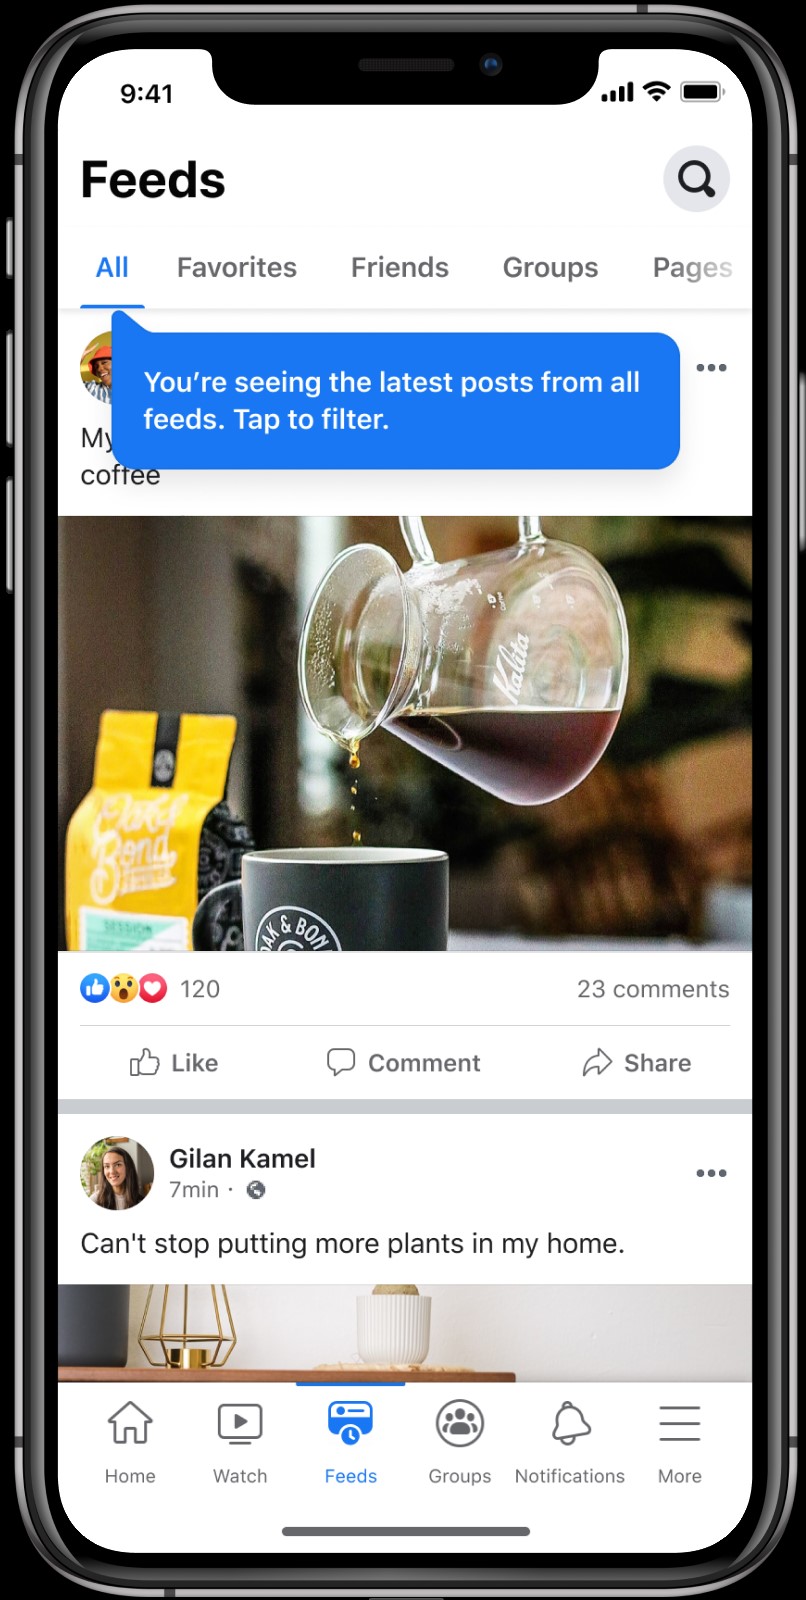 9:41
Feeds
All Favorites Friends Groups Pages
You’re seeing the latest posts from all
feeds. Tap to filter.
My
coffee
Kalita
Bond
SESSION
OAK & BON
120 23 comments
Like Comment Share
Gilan Kamel
7min ·
Can't stop putting more plants in my home.
Home Watch Feeds Groups Notifications More